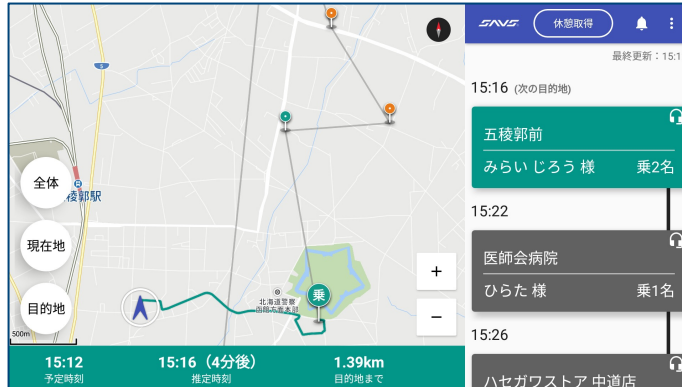 全体
現在地
目的地
500m
5
稜郭駅
北海道警察
函館方面本部
乗
+
−
15:12
予定時刻
15:16（4分後）
推定時刻
1.39km
目的地まで
SAVS
休憩取得
最終更新：15:1
15:16 (次の目的地)
五稜郭前
みらい じろう 様
乗2名
15:22
医師会病院
ひらた 様
乗1名
15:26
ハセガワストア 中道店